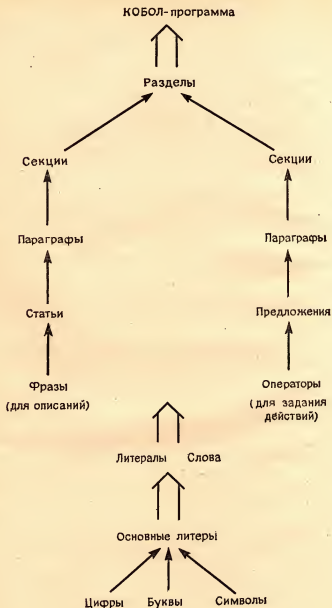 КОБОЛ-программа
Разделы
Секции Секции
Параграфы Параграфы
Статьи Предложения
Фразы Операторы
(для описаний) (для задания
действий)
Литералы Слова
Основные литеры
Цифры Буквы Символы